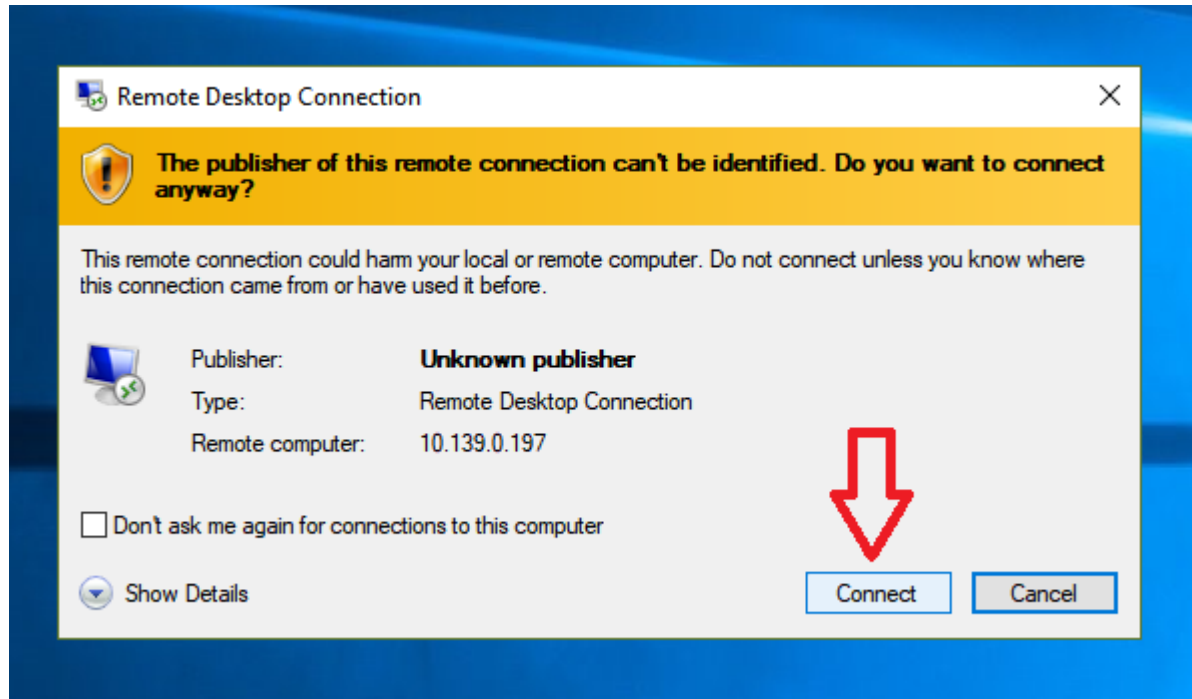 Remote Desktop Connection
The publisher of this remote connection can't be identified. Do you want to connect
anyway?
This remote connection could harm your local or remote computer. Do not connect unless you know where
this connection came from or have used it before.
Publisher: Unknown publisher
Type: Remote Desktop Connection
Remote computer: 10.139.0.197
Don't ask me again for connections to this computer
Show Details Connect Cancel